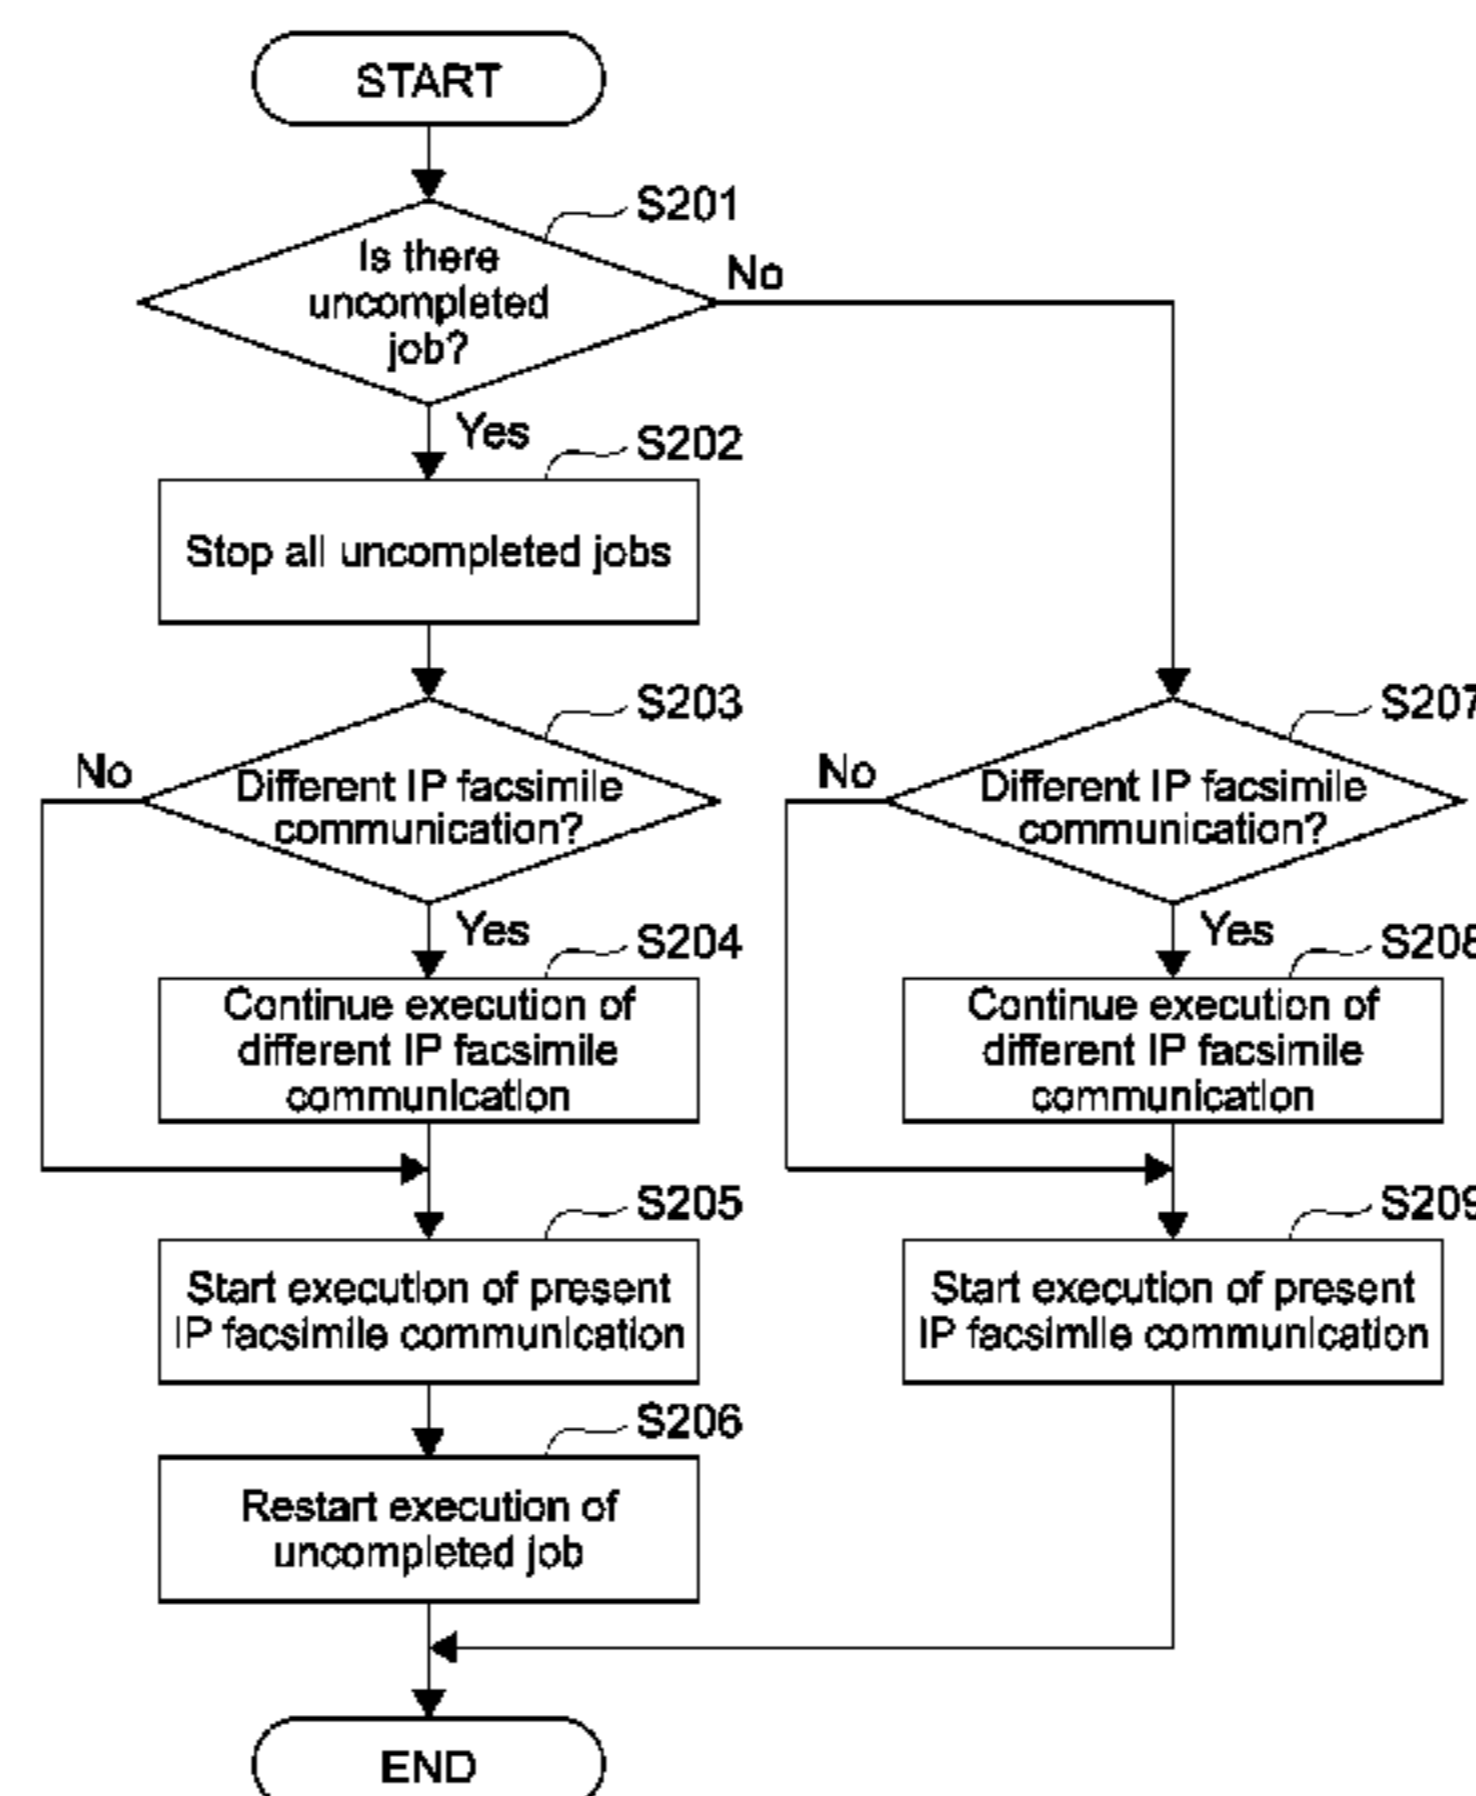 START
S201
Is there
uncompleted
job?
No
Yes
S202
Stop all uncompleted jobs
S203
No
Different IP facsimile
communication?
Yes
S204
Continue execution of
different IP facsimile
communication
S205
Start execution of present
IP facsimile communication
S206
Restart execution of
uncompleted job
S207
No
Different IP facsimile
communication?
Yes
S208
Continue execution of
different IP facsimile
communication
S209
Start execution of present
IP facsimile communication
END